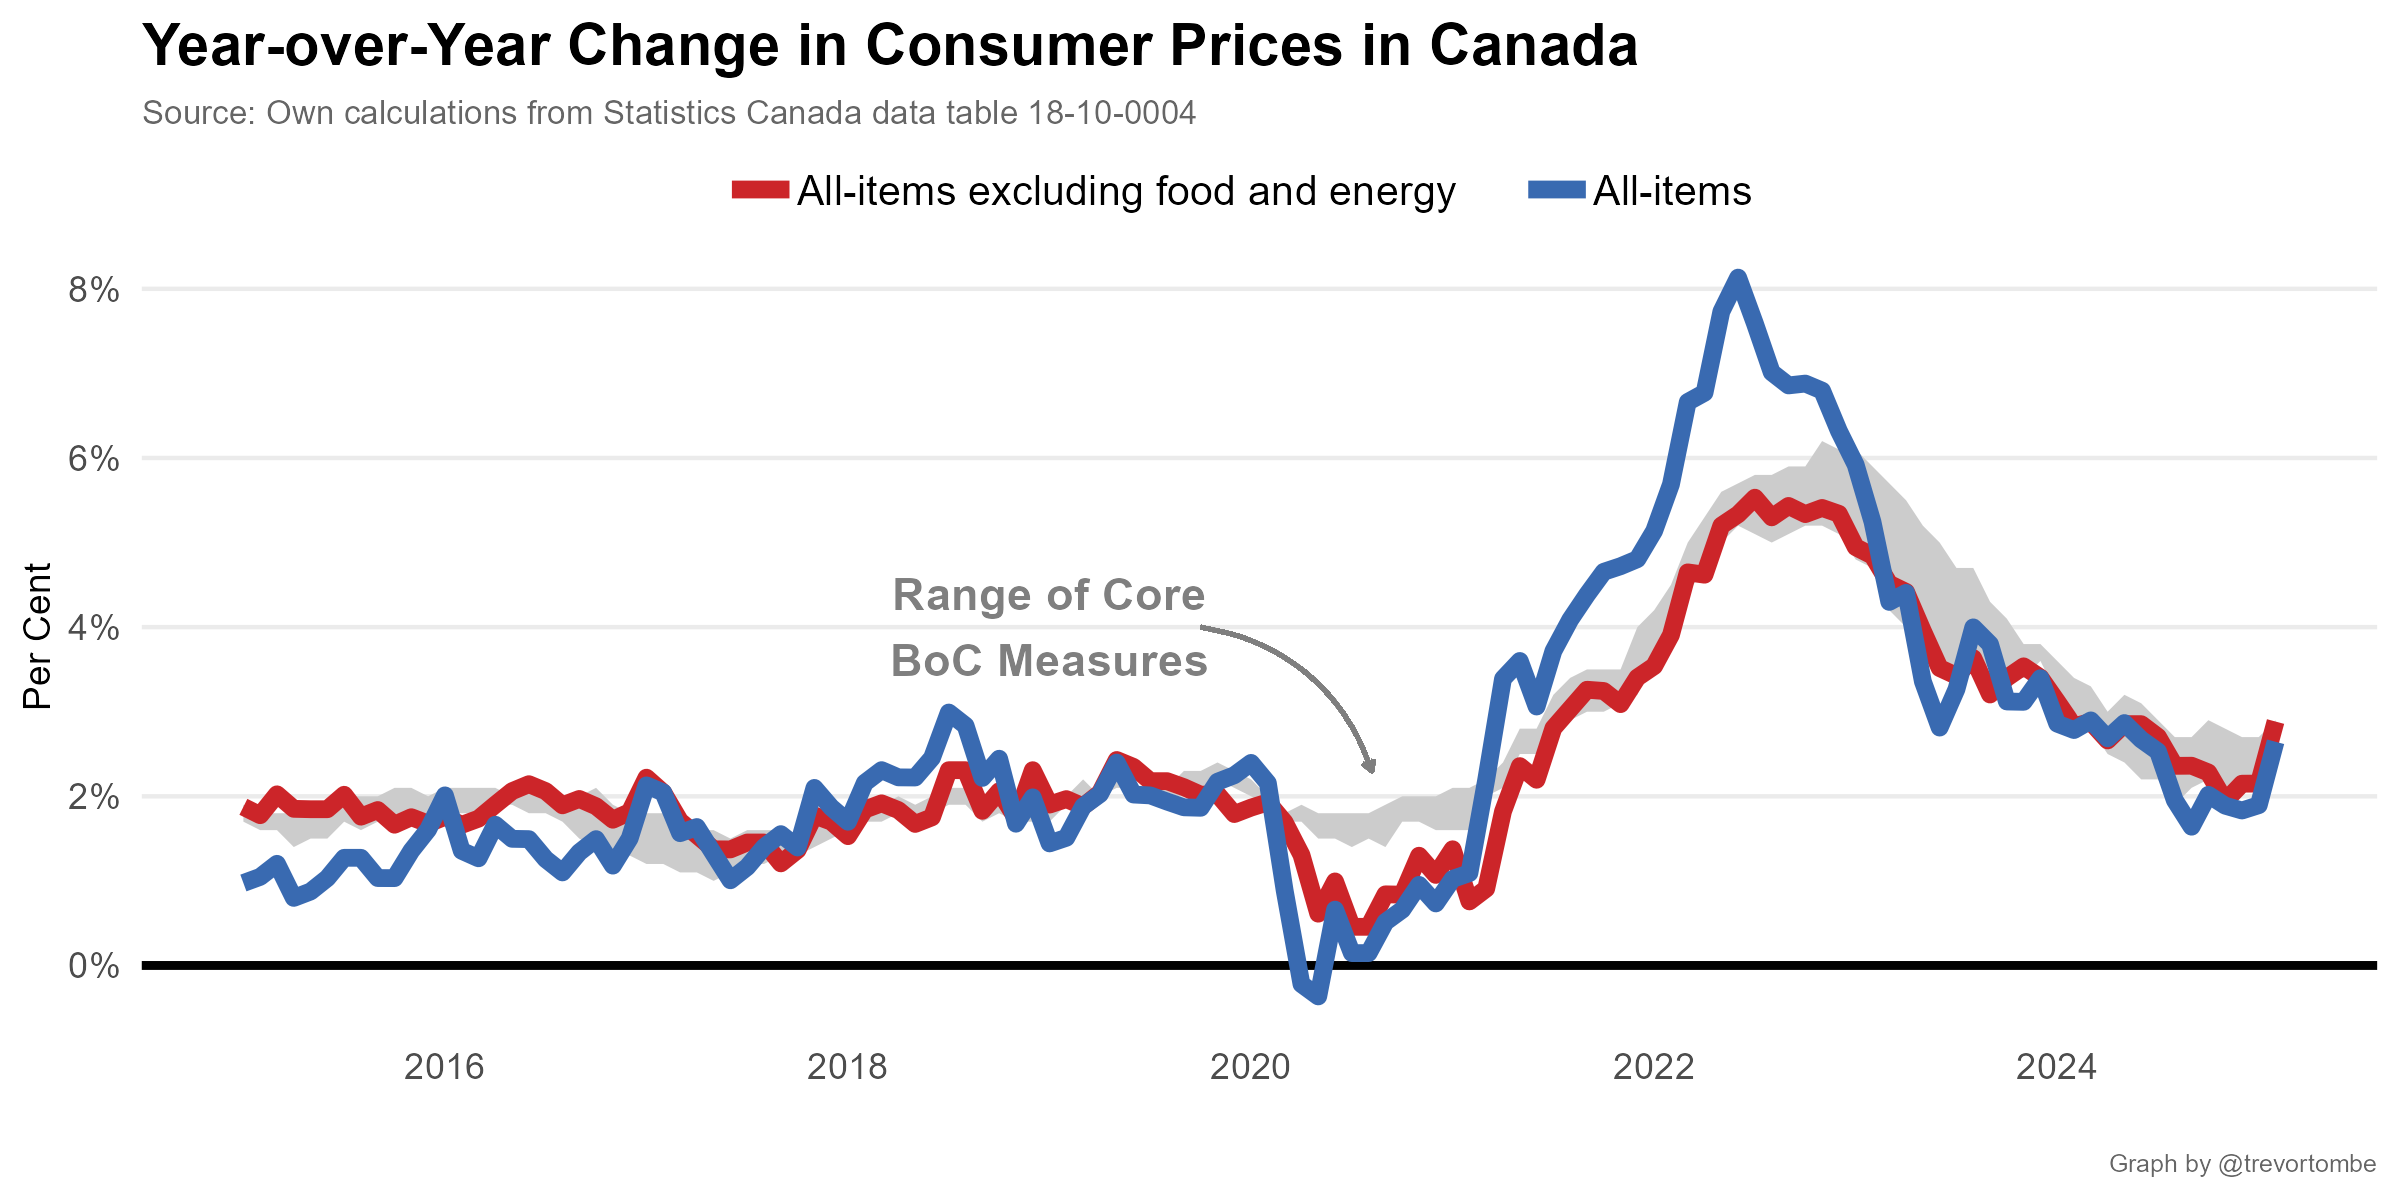 Year-over-Year Change in Consumer Prices in Canada
Source: Own calculations from Statistics Canada data table 18-10-0004
All-items excluding food and energy All-items
8%
6%
4%
2%
0%
Per Cent
Range of Core
BoC Measures
2016 2018 2020 2022 2024
Graph by @trevortombe